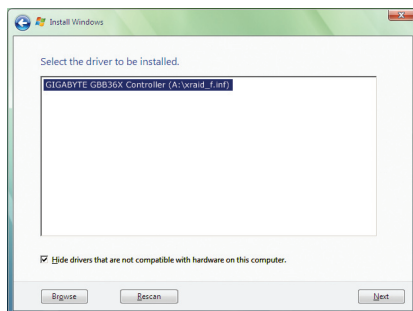 Install Windows
Select the driver to be installed.
GIGABYTE GBB36X Controller (A:\xraid_f.inf)
Hide drivers that are not compatible with hardware on this computer.
Browse Rescan Next